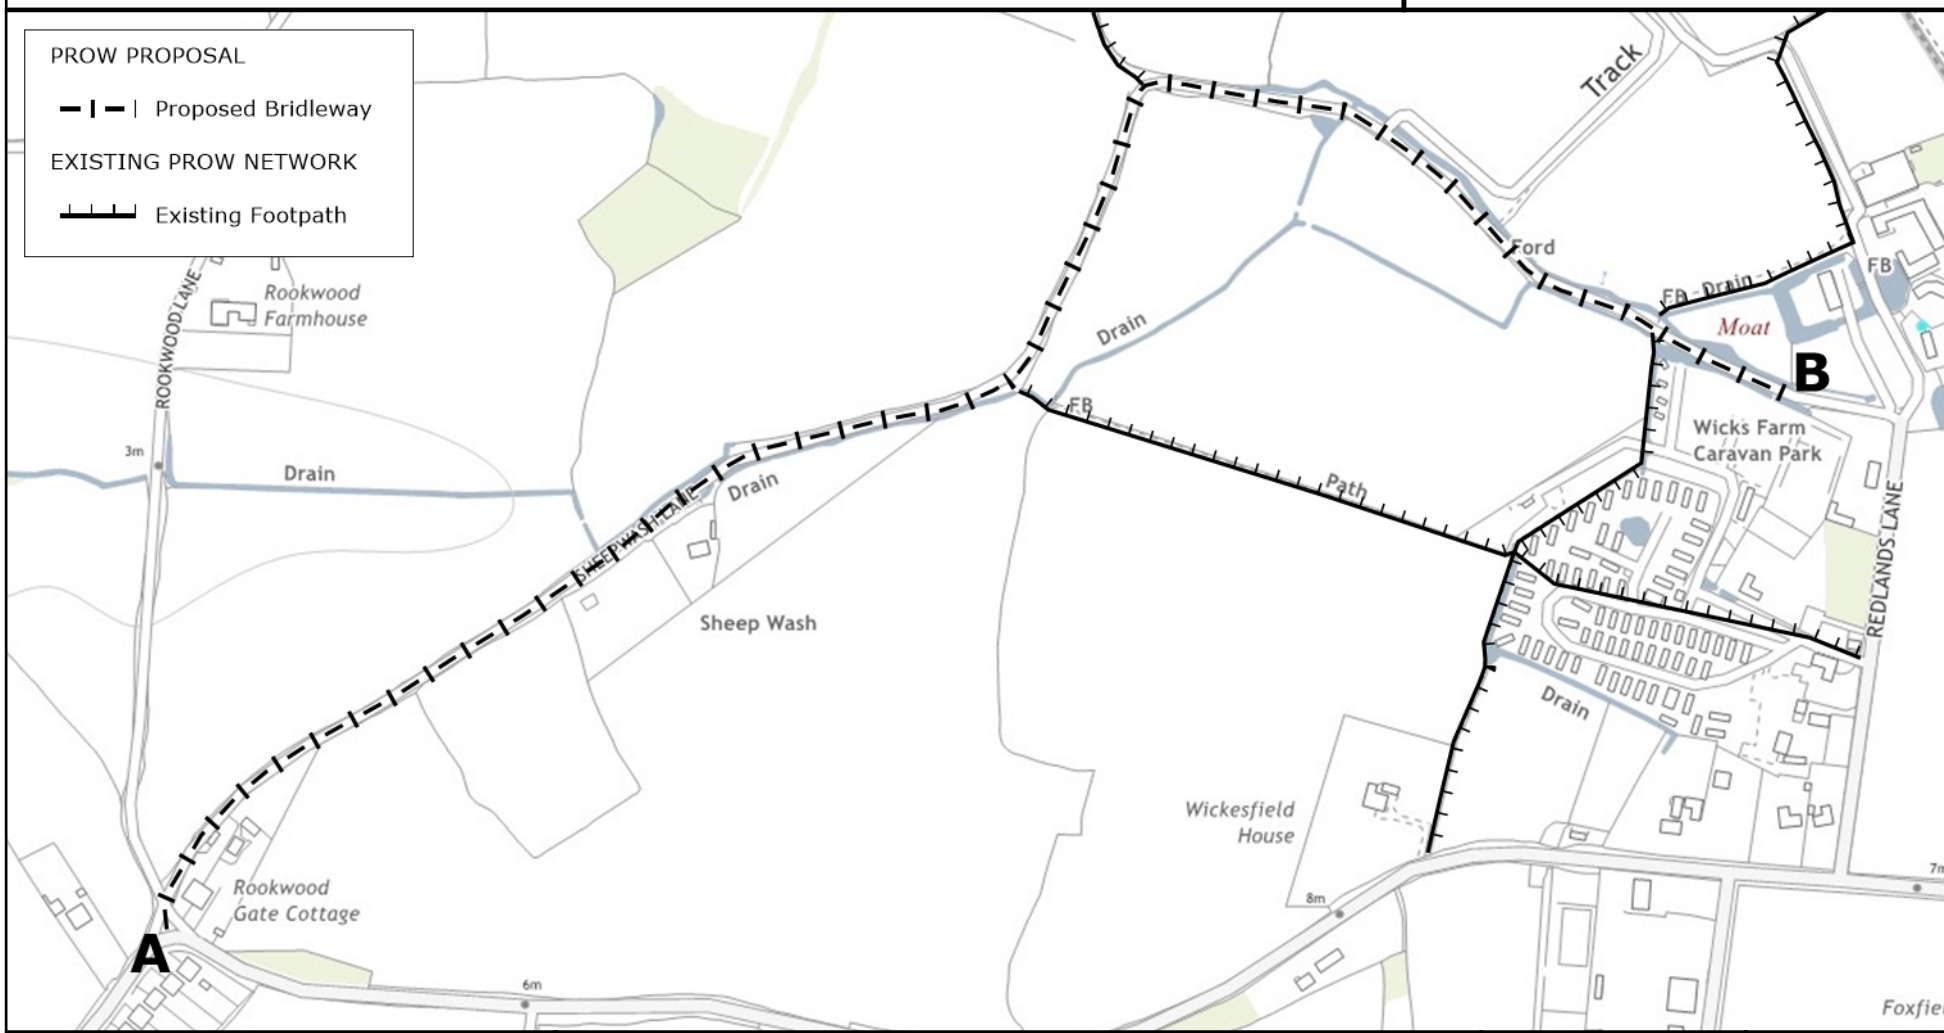 PROW PROPOSAL
Proposed Bridleway
EXISTING PROW NETWORK
Existing Footpath
Track
ROOKWOOD LANE
Rookwood
Farmhouse
Ford
FB
FB
Drain
Moat
B
Drain
FB
Wicks Farm
Caravan Park
3m
Drain
Drain
SHEEPWASH LANE
Path
REDLANDS LANE
Sheep Wash
Drain
Wickesfield
House
7m
Rookwood
Gate Cottage
8m
A
6m
Foxfie